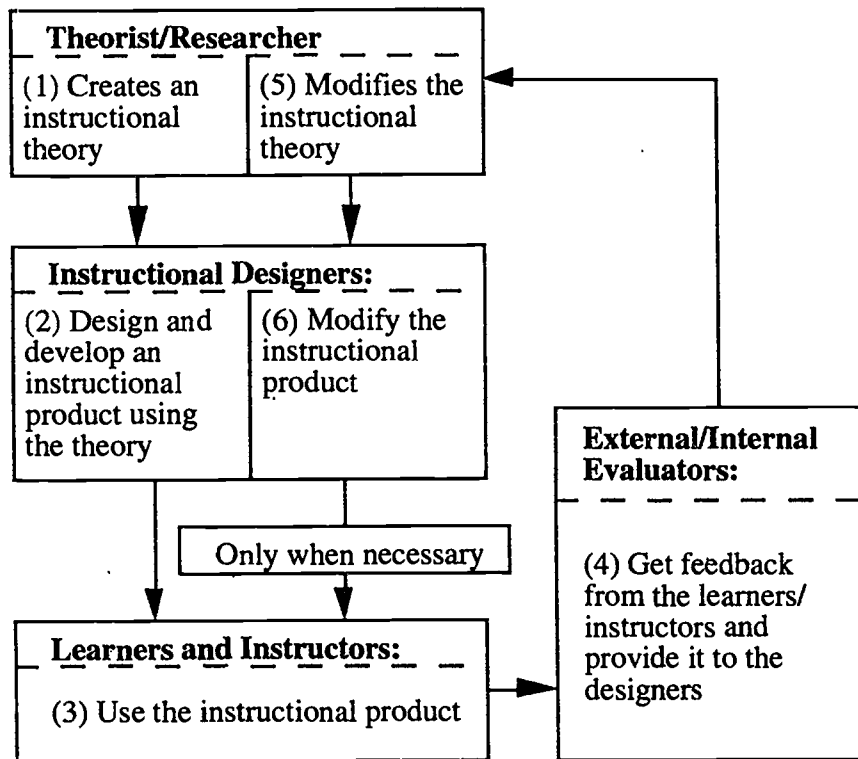 Theorist/Researcher
(1) Creates an
instructional
theory
(5) Modifies the
instructional
theory
Instructional Designers:
(2) Design and
develop an
instructional
product using
the theory
(6) Modify the
instructional
product
Only when necessary
Learners and Instructors:
(3) Use the instructional product
External/Internal
Evaluators:
(4) Get feedback
from the learners/
instructors and
provide it to the
designers